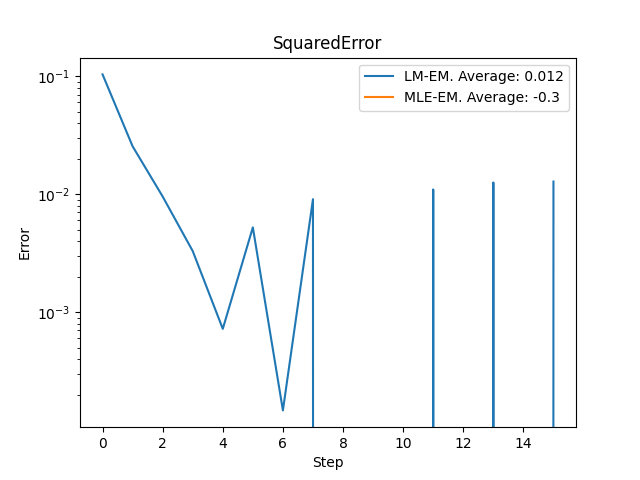 SquaredError
LM-EM. Average: 0.012
MLE-EM. Average: -0.3
10⁻¹
10⁻²
10⁻³
Error
0 2 4 6 8 10 12 14
Step